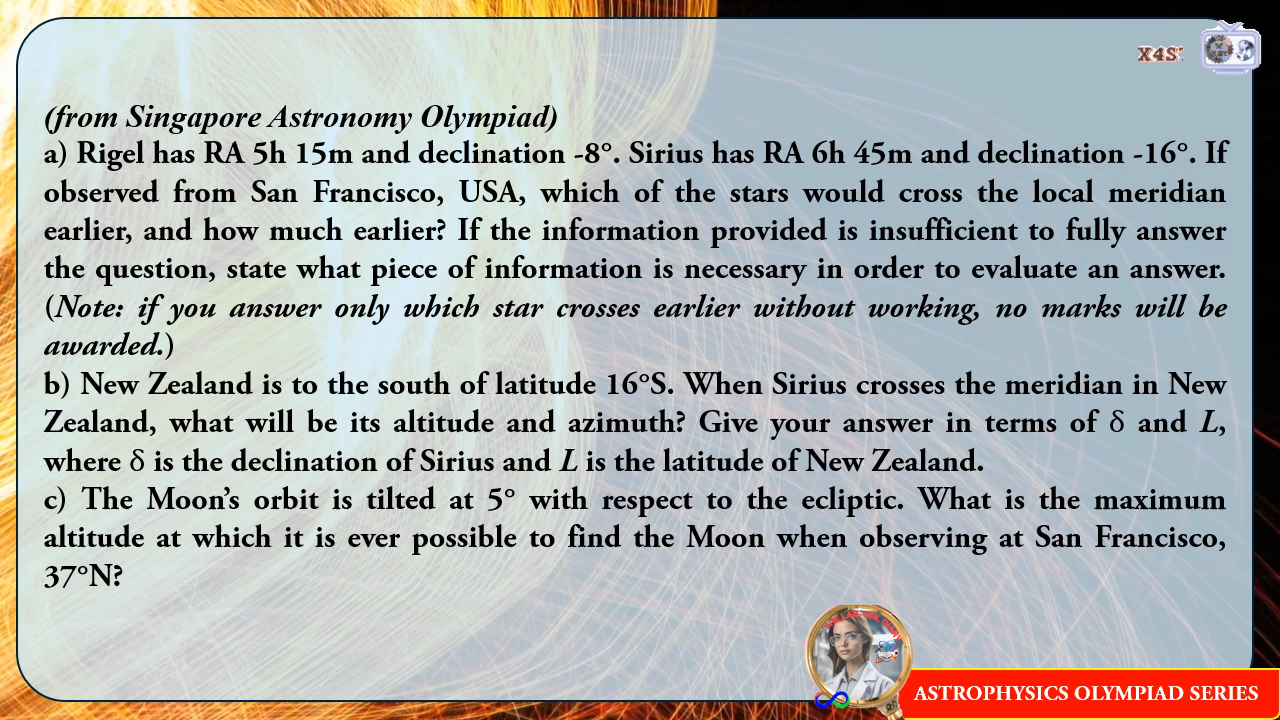 X4S
(from Singapore Astronomy Olympiad)
a) Rigel has RA 5h 15m and declination -8°. Sirius has RA 6h 45m and declination -16°. If
observed from San Francisco, USA, which of the stars would cross the local meridian
earlier, and how much earlier? If the information provided is insufficient to fully answer
the question, state what piece of information is necessary in order to evaluate an answer.
(Note: if you answer only which star crosses earlier without working, no marks will be
awarded.)
b) New Zealand is to the south of latitude 16°S. When Sirius crosses the meridian in New
Zealand, what will be its altitude and azimuth? Give your answer in terms of δ and L,
where δ is the declination of Sirius and L is the latitude of New Zealand.
c) The Moon’s orbit is tilted at 5° with respect to the ecliptic. What is the maximum
altitude at which it is ever possible to find the Moon when observing at San Francisco,
37°N?
ASTROPHYSICS OLYMPIAD SERIES